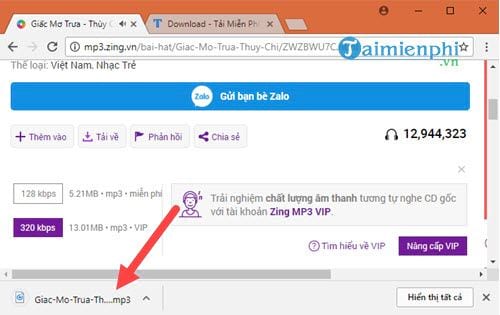 Giấc Mơ Trưa - Thùy C
Download - Tải Miễn Ph
mp3.zing.vn/bai-hat/Giac-Mo-Trua-Thuy-Chi/ZWZBWU7C
Taimienphi
.vn
Thể loại: Việt Nam, Nhạc Trẻ
Zalo Gửi bạn bè Zalo
Thêm vào Tải về Phản hồi Chia sẻ 12,944,323
128 kbps 5.21MB • mp3 • miễn phí
320 kbps 13.01MB • mp3 • VIP
Trải nghiệm chất lượng âm thanh tương tự nghe CD gốc
với tài khoản Zing MP3 VIP.
Tìm hiểu về VIP Nâng cấp VIP
Giac-Mo-Trua-Th....mp3 Hiển thị tất cả